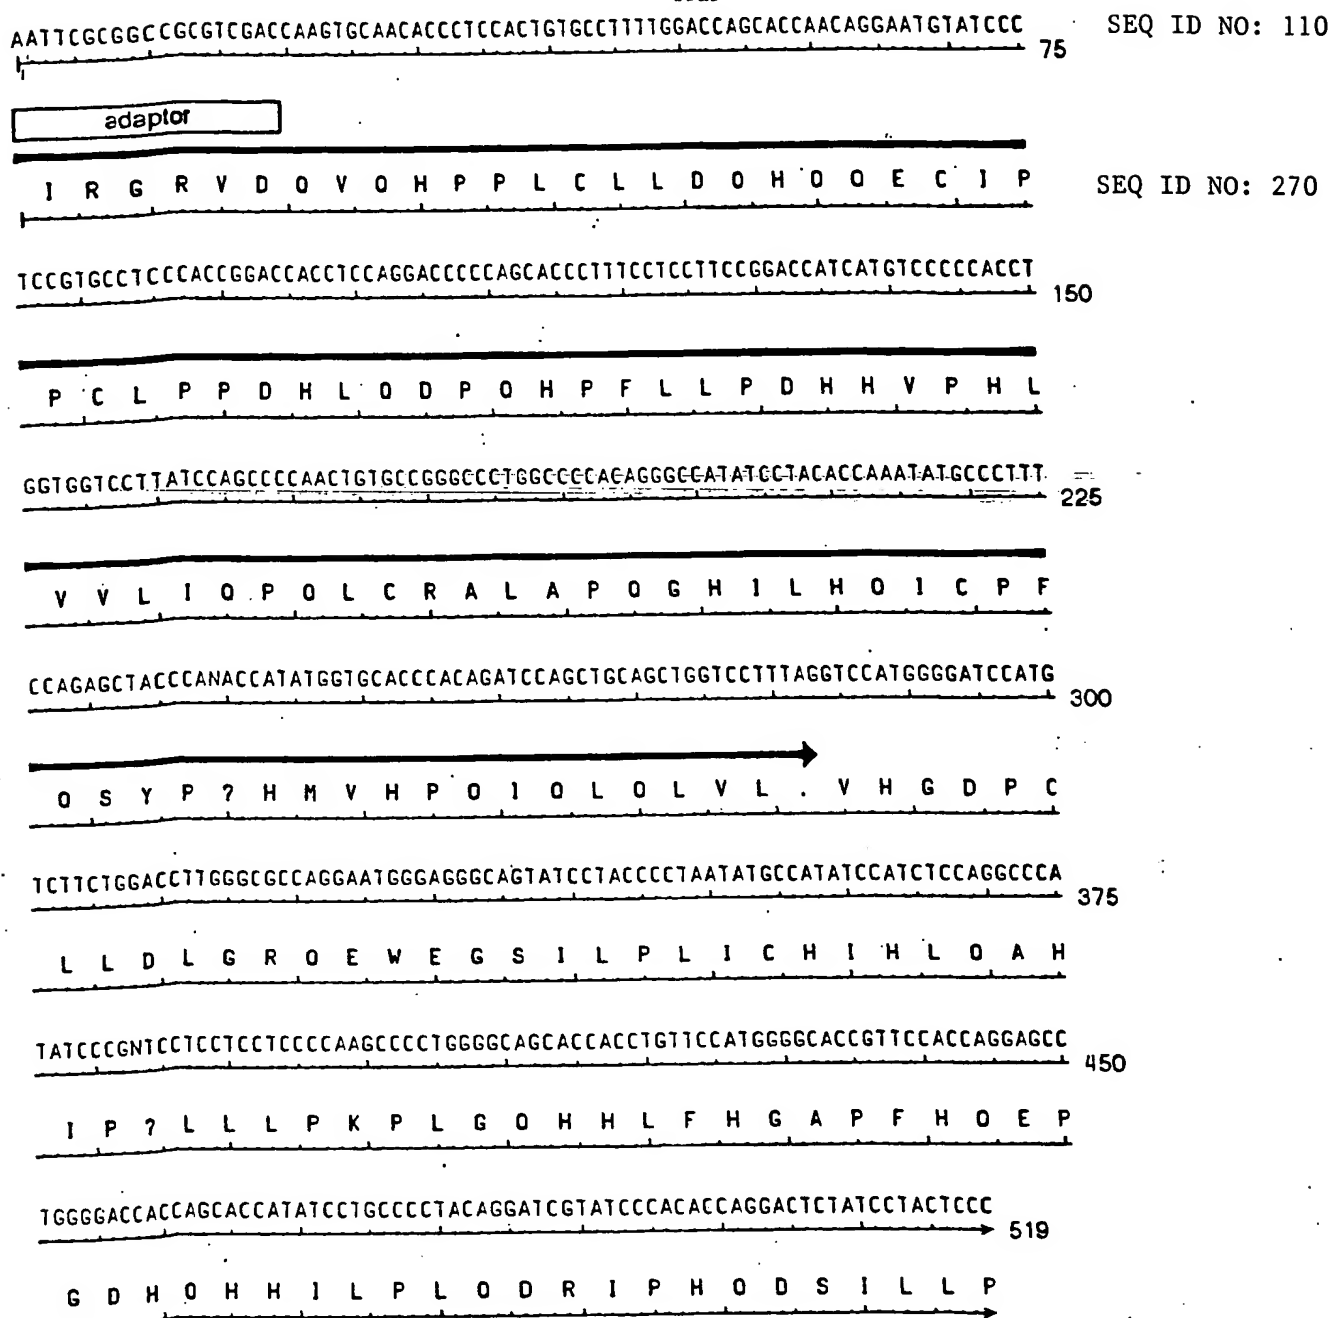 AATTCGCGGCCGCGTCGACCAAGTGCAACACCCTCCACTGTGCCTTTTGGACCAGCACCAACAGGAATGTATCCC 75 SEQ ID NO: 110
adaptor
I R G R V D O V O H P P L C L L D O H O O E C I P SEQ ID NO: 270
TCCGTGCCTCCCACCGGACCACCTCCAGGACCCCCAGCACCCTTTCCTCCTTCCGGACCATCATGTCCCCCACCT 150
P C L P P D H L O D P O H P F L L P D H H V P H L
GGTGGTCCTTATCCAGCCCCAACTGTGCCGGGCCCTGGCCCCACAGGGCCATATCCTACACCAAATATGCCCTTT 225
V V L I O P O L C R A L A P O G H I L H O I C P F
CCAGAGCTACCCANACCATATGGTGCACCCACAGATCCAGCTGCAGCTGGTCCTTTAGGTCCATGGGGATCCATG 300
O S Y P ? H M V H P O I O L O L V L . V H G D P C
TCTTCTGGACCTTGGGCGCCAGGAATGGGAGGGCAGTATCCTACCCCTAATATGCCATATCCATCTCCAGGCCCA 375
L L D L G R O E W E G S I L P L I C H I H L O A H
TATCCCGNTCCTCCTCCTCCCCAAGCCCCTGGGGCAGCACCACCTGTTCCATGGGGCACCGTTCCACCAGGAGCC 450
I P ? L L L P K P L G O H H L F H G A P F H O E P
TGGGGACCACCAGCACCATATCCTGCCCCTACAGGATCGTATCCCACACCAGGACTCTATCCTACTCCC 519
G D H O H H I L P L O D R I P H O D S I L L P